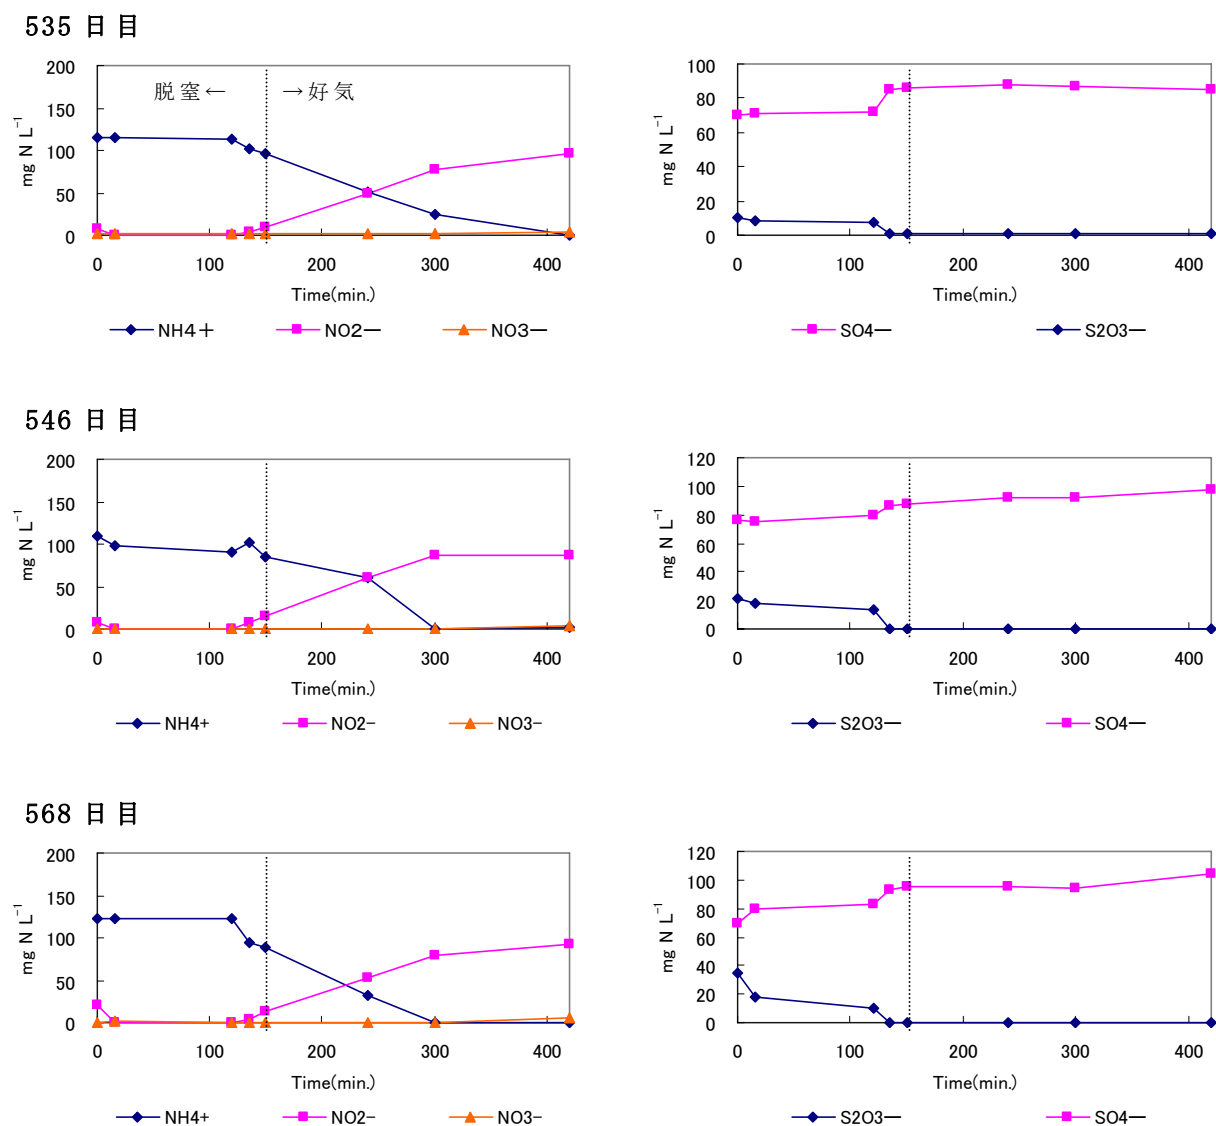 535 日目
200
150
100
50
0
mg N L⁻¹
脱窒← →好気
0 100 200 300 400
Time(min.)
NH4＋ NO2― NO3―
100
80
60
40
20
0
mg N L⁻¹
0 100 200 300 400
Time(min.)
SO4― S2O3―
546 日目
200
150
100
50
0
mg N L⁻¹
0 100 200 300 400
Time(min.)
NH4+ NO2- NO3-
120
100
80
60
40
20
0
mg N L⁻¹
0 100 200 300 400
Time(min.)
S2O3― SO4―
568 日目
200
150
100
50
0
mg N L⁻¹
0 100 200 300 400
Time(min.)
NH4+ NO2- NO3-
120
100
80
60
40
20
0
mg N L⁻¹
0 100 200 300 400
Time(min.)
S2O3― SO4―